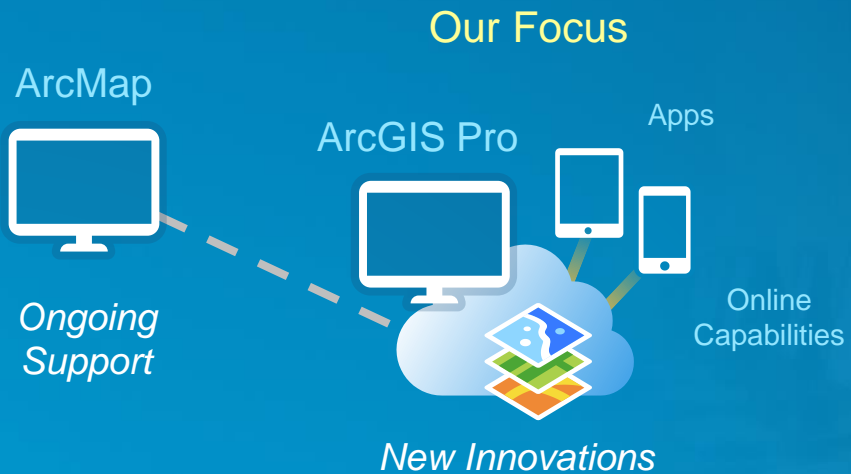 Our Focus
ArcMap
ArcGIS Pro
Apps
Ongoing
Support
Online
Capabilities
New Innovations